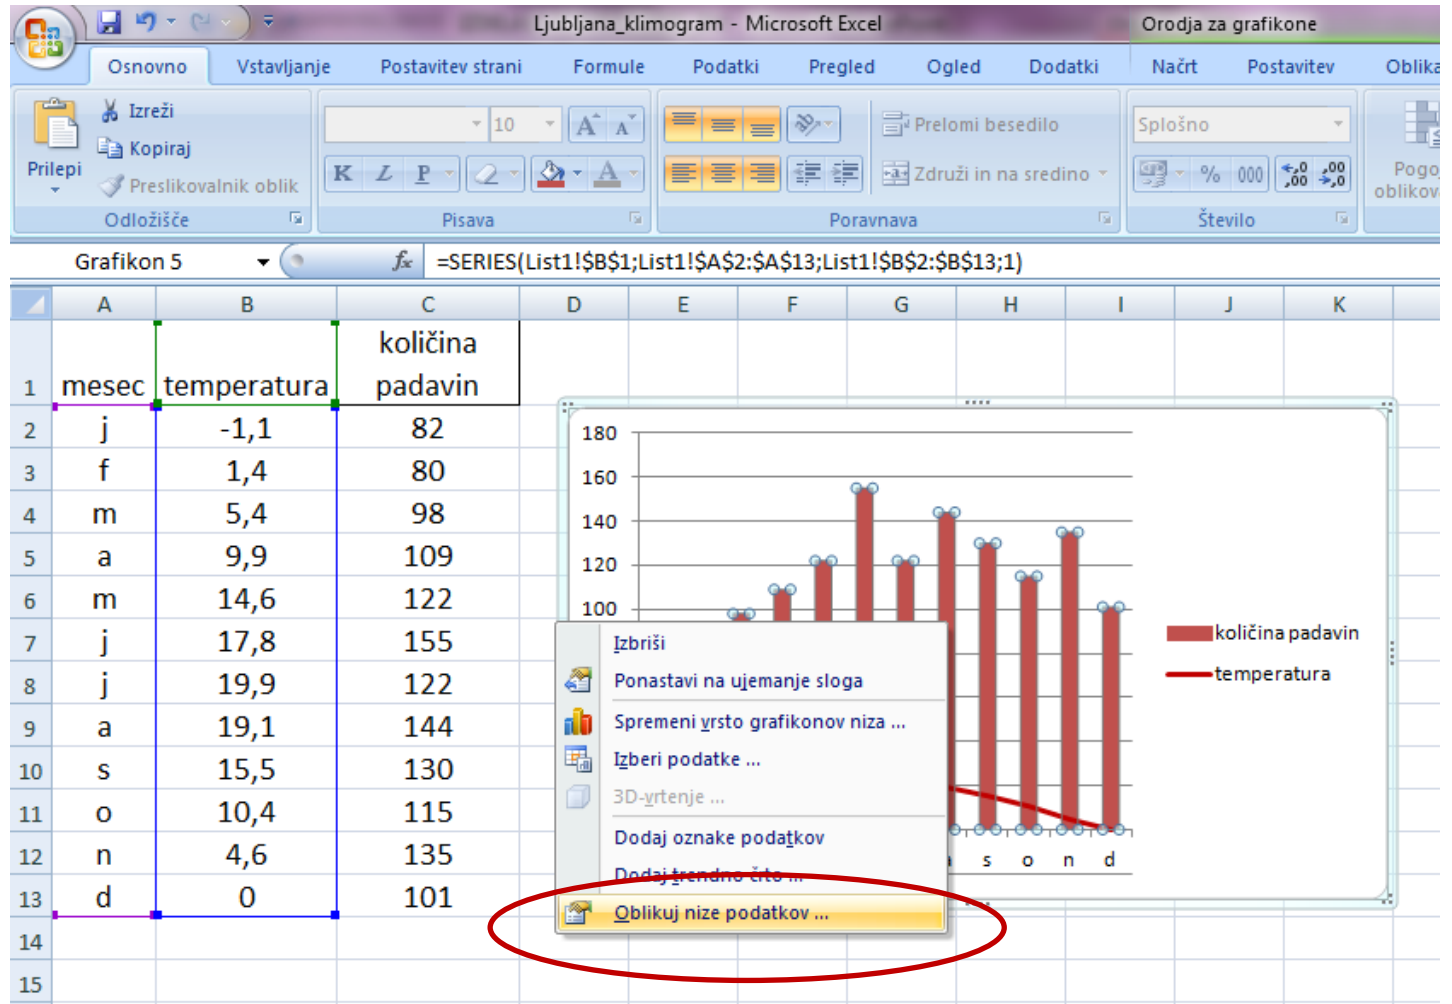 Ljubljana_klimogram - Microsoft Excel
Orodja za grafikone
Osnovno Vstavljanje Postavitev strani Formule Podatki Pregled Ogled Dodatki Načrt Postavitev Oblika
Prilepi
Izreži
Kopiraj
Preslikovalnik oblik
Odložišče
10
A A
K L P A
Pisava
Prelomi besedilo
Združi in na sredino
Poravnava
Splošno
% 000 ,0 ,00 ,00 ,0
Število
Pogo
oblikov
Grafikon 5 fx =SERIES(List1!$B$1;List1!$A$2:$A$13;List1!$B$2:$B$13;1)
A B C D E F G H I J K
1 mesec temperatura količina padavin
2 j -1,1 82
3 f 1,4 80
4 m 5,4 98
5 a 9,9 109
6 m 14,6 122
7 j 17,8 155
8 j 19,9 122
9 a 19,1 144
10 s 15,5 130
11 o 10,4 115
12 n 4,6 135
13 d 0 101
14
15
180
160
140
120
100
s o n d
količina padavin
temperatura
Izbriši
Ponastavi na ujemanje sloga
Spremeni vrsto grafikonov niza ...
Izberi podatke ...
3D-vrtenje ...
Dodaj oznake podatkov
Dodaj trendno črto ...
Oblikuj nize podatkov ...